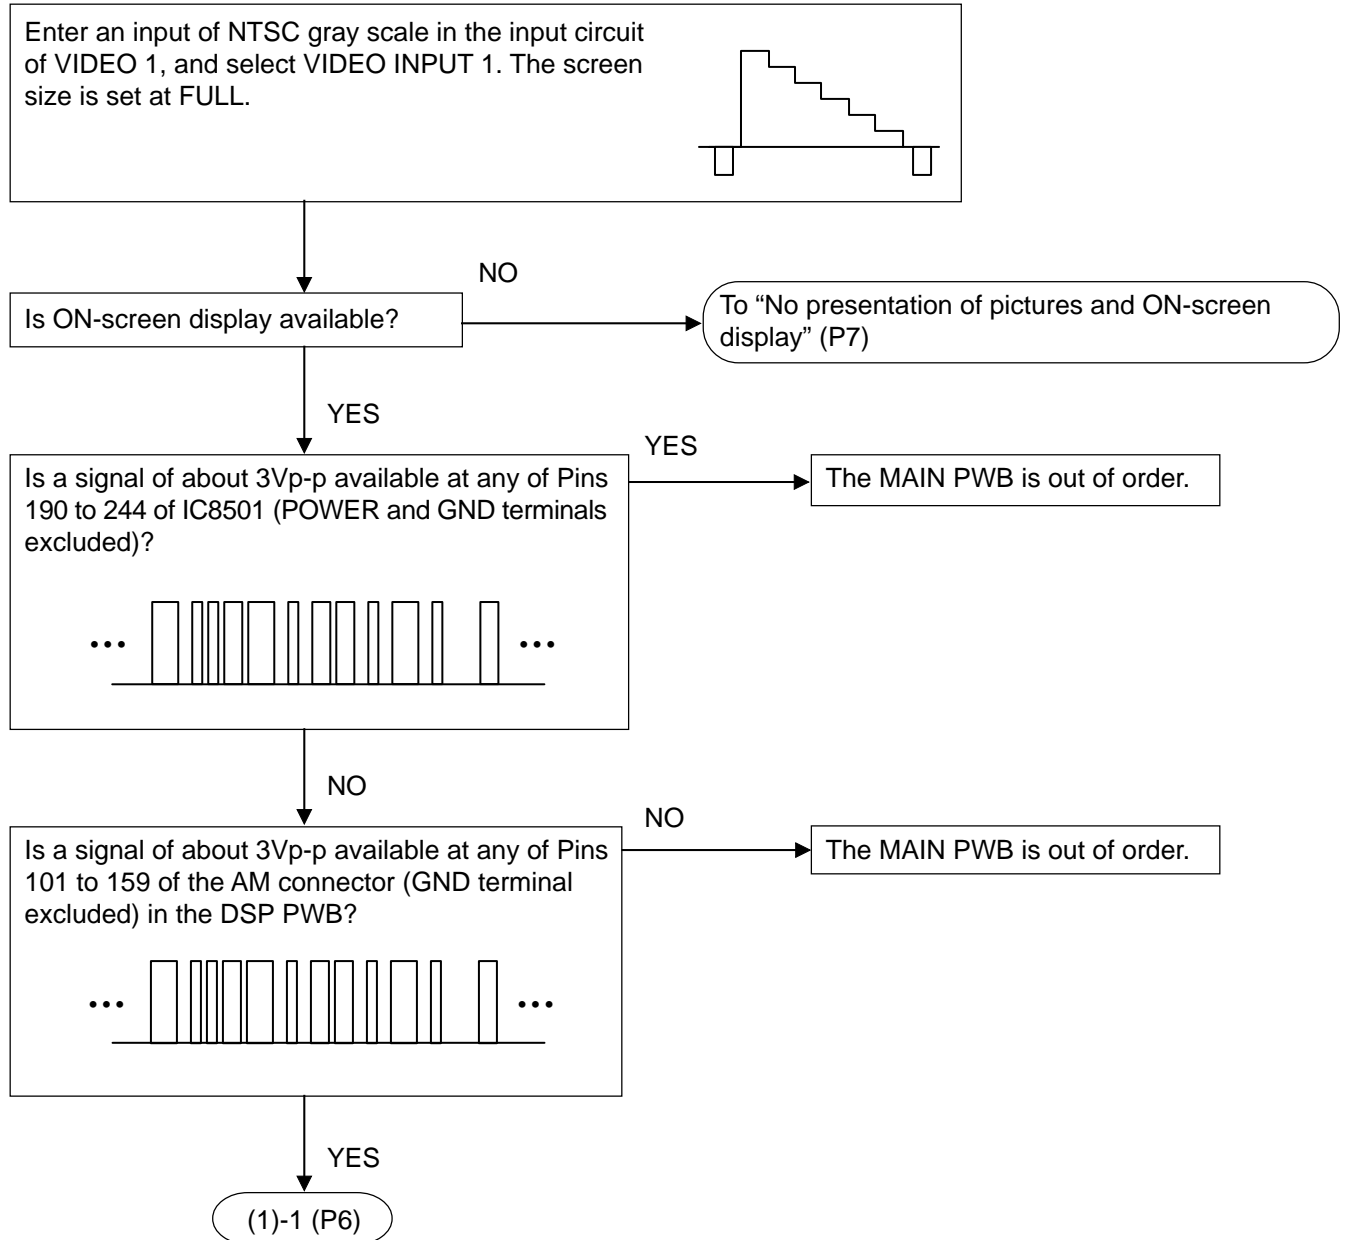 Enter an input of NTSC gray scale in the input circuit
of VIDEO 1, and select VIDEO INPUT 1. The screen
size is set at FULL.
NO
Is ON-screen display available?
To “No presentation of pictures and ON-screen
display” (P7)
YES
Is a signal of about 3Vp-p available at any of Pins
190 to 244 of IC8501 (POWER and GND terminals
excluded)?
YES
The MAIN PWB is out of order.
NO
Is a signal of about 3Vp-p available at any of Pins
101 to 159 of the AM connector (GND terminal
excluded) in the DSP PWB?
NO
The MAIN PWB is out of order.
YES
(1)-1 (P6)